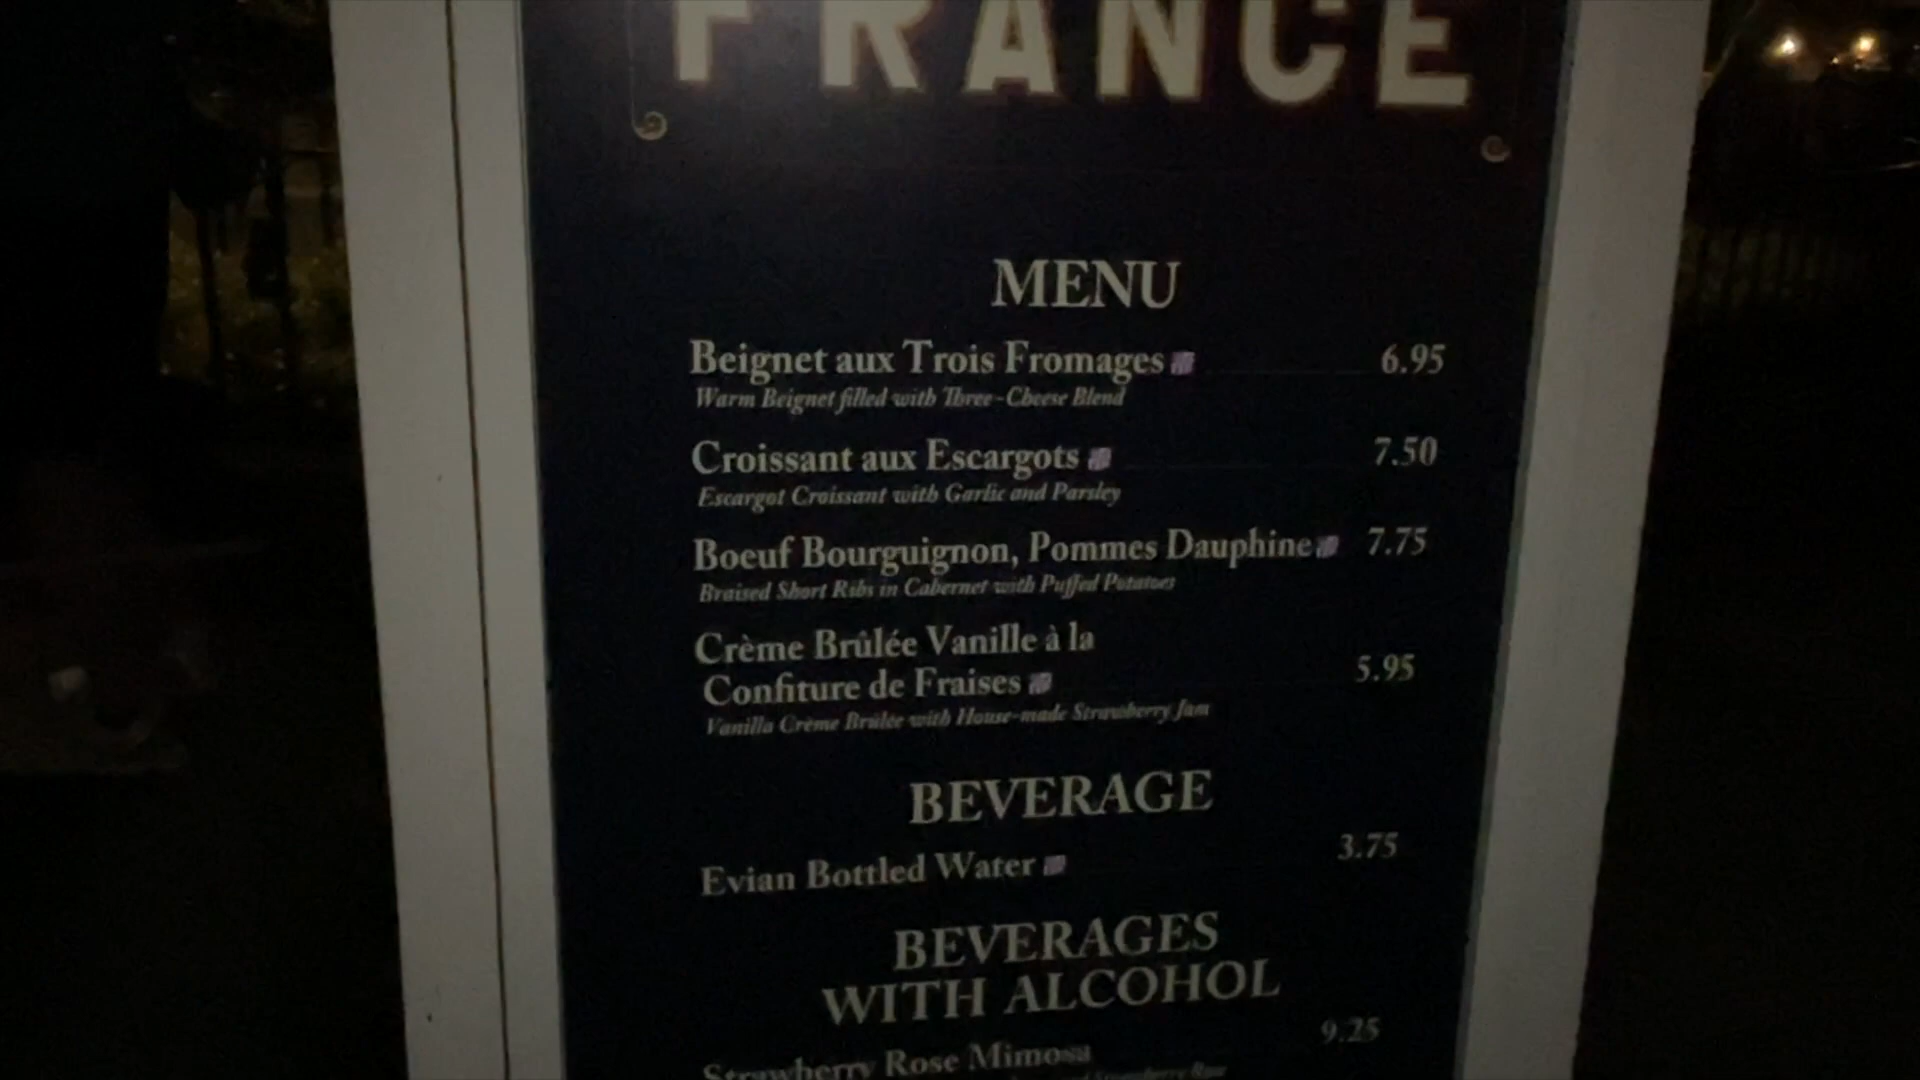 FRANCE
MENU
Beignet aux Trois Fromages 6.95
Warm Beignet filled with Three-Cheese Blend
Croissant aux Escargots 7.50
Escargot Croissant with Garlic and Parsley
Boeuf Bourguignon, Pommes Dauphine 7.75
Braised Short Ribs in Cabernet with Puffed Potatoes
Crème Brûlée Vanille à la
Confiture de Fraises 5.95
Vanilla Crème Brûlée with House-made Strawberry Jam
BEVERAGE
Evian Bottled Water 3.75
BEVERAGES
WITH ALCOHOL
Strawberry Rose Mimosa 9.25